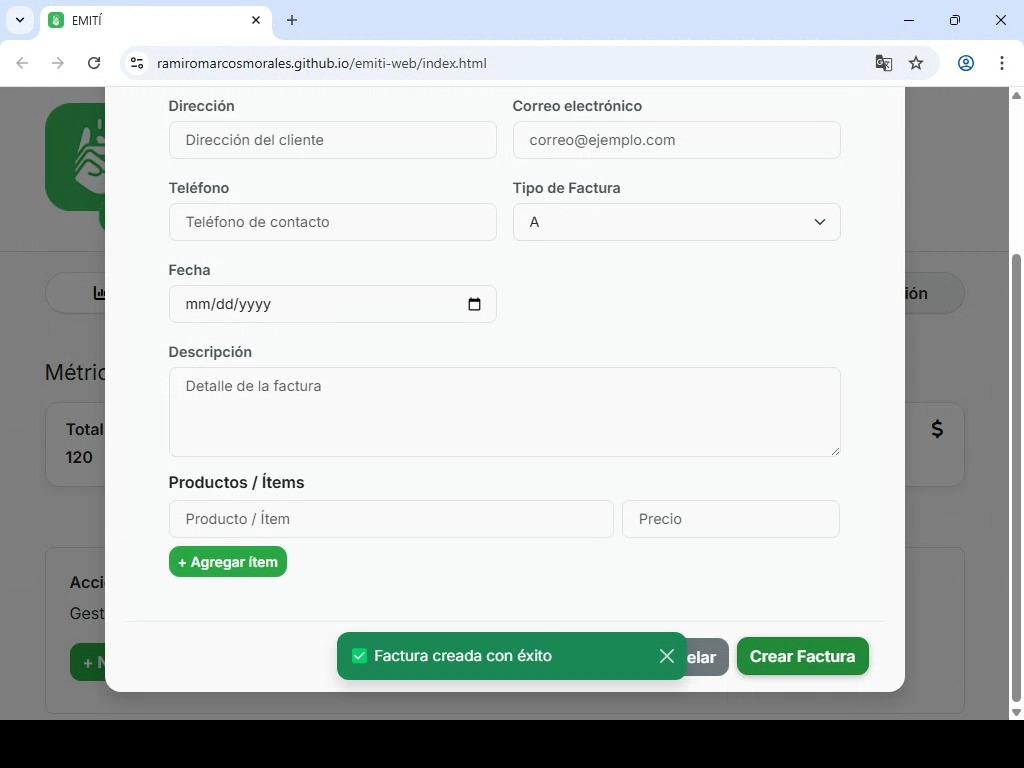 EMITÍ
ramiromarcosmorales.github.io/emiti-web/index.html
Dirección
Correo electrónico
Dirección del cliente
correo@ejemplo.com
Teléfono
Tipo de Factura
Teléfono de contacto
A
Fecha
mm/dd/yyyy
ión
Descripción
Métric
Detalle de la factura
Total
$
120
Productos / Ítems
Producto / Ítem
Precio
+ Agregar ítem
Acci
Gest
+ N
Factura creada con éxito
elar
Crear Factura